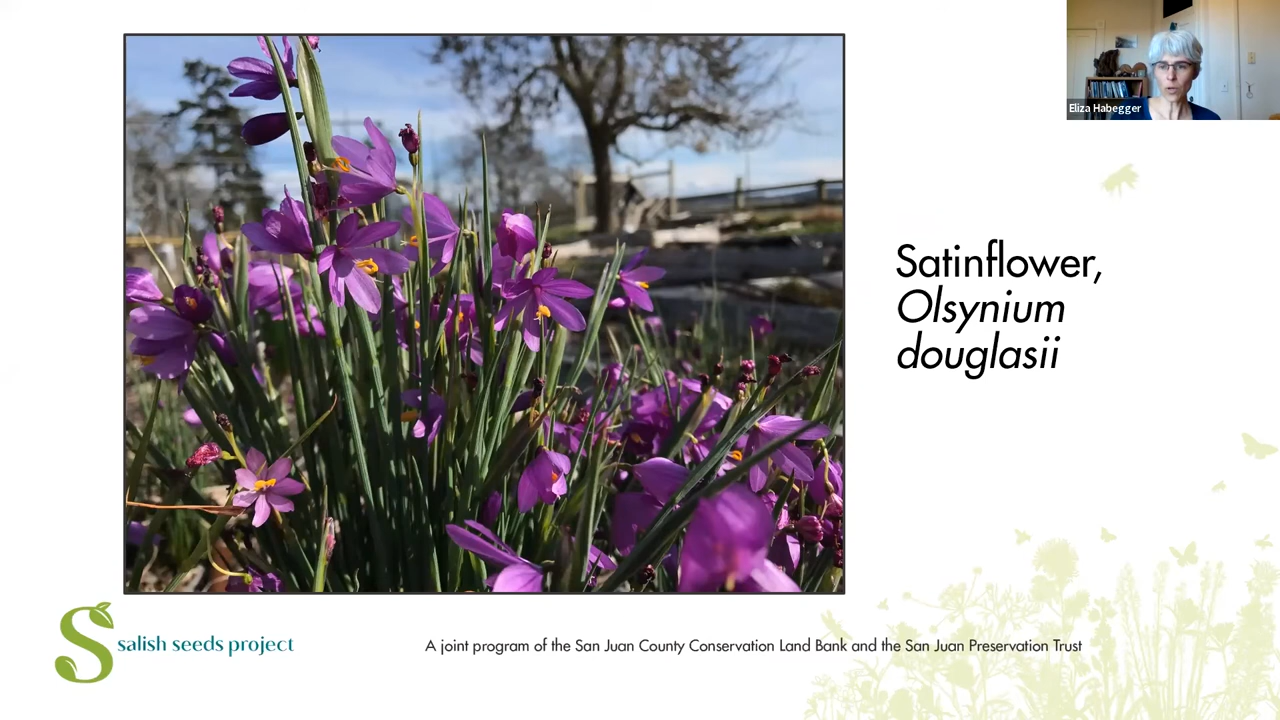 Eliza Habegger
Satinflower,
Olsynium
douglasii
salish seeds project
A joint program of the San Juan County Conservation Land Bank and the San Juan Preservation Trust